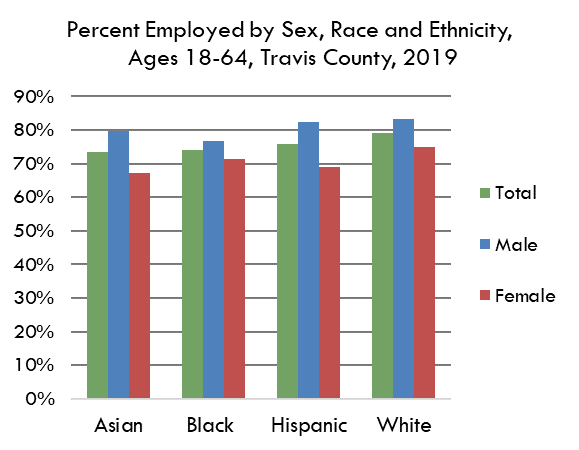 Percent Employed by Sex, Race and Ethnicity,
Ages 18-64, Travis County, 2019
90%
80%
70%
60%
50%
40%
30%
20%
10%
0%
Asian Black Hispanic White
Total
Male
Female